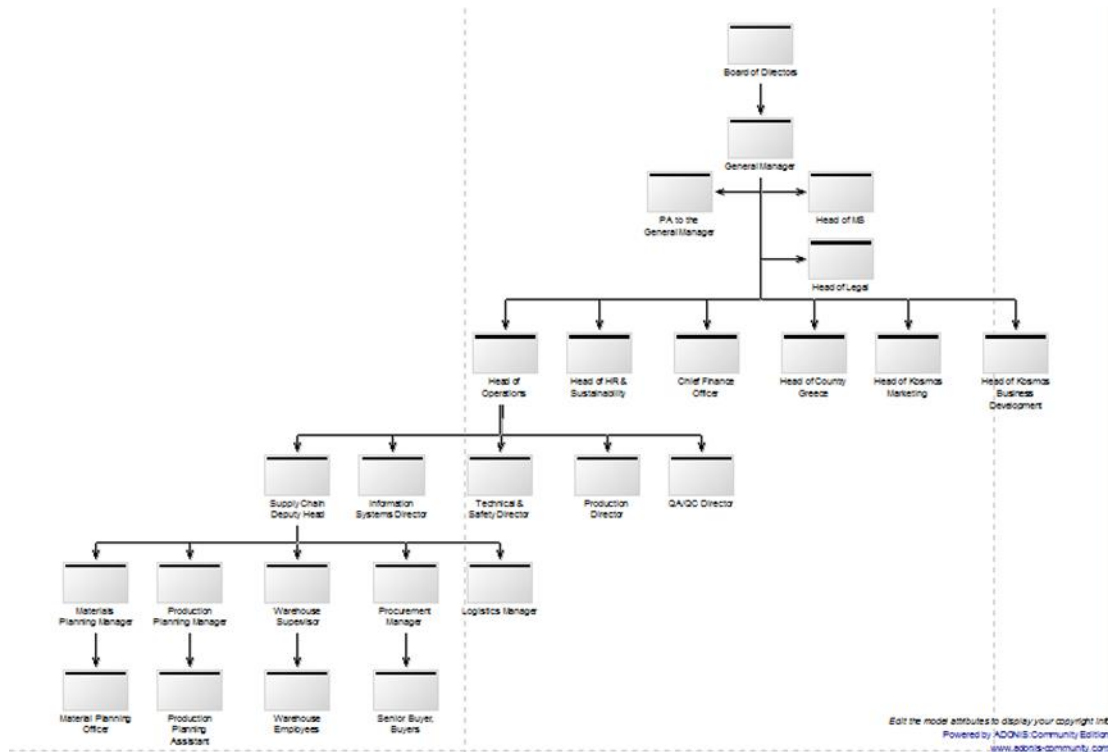 Board of Directors
General Manager
PA to the
General Manager
Head of MS
Head of Legal
Head of
Operations
Head of HR &
Sustainability
Chief Finance
Officer
Head of County
Greece
Head of Kosmos
Marketing
Head of Kosmos
Business
Development
Supply Chain
Deputy Head
Information
Systems Director
Technical &
Safety Director
Production
Director
QA/QC Director
Materials
Planning Manager
Production
Planning Manager
Warehouse
Supervisor
Procurement
Manager
Logistics Manager
Material Planning
Officer
Production
Planning
Assistant
Warehouse
Employees
Senior Buyer,
Buyers
Edit the model attributes to display your copyright inf
Powered by ADONIS:Community Edition
www.adonis-community.com